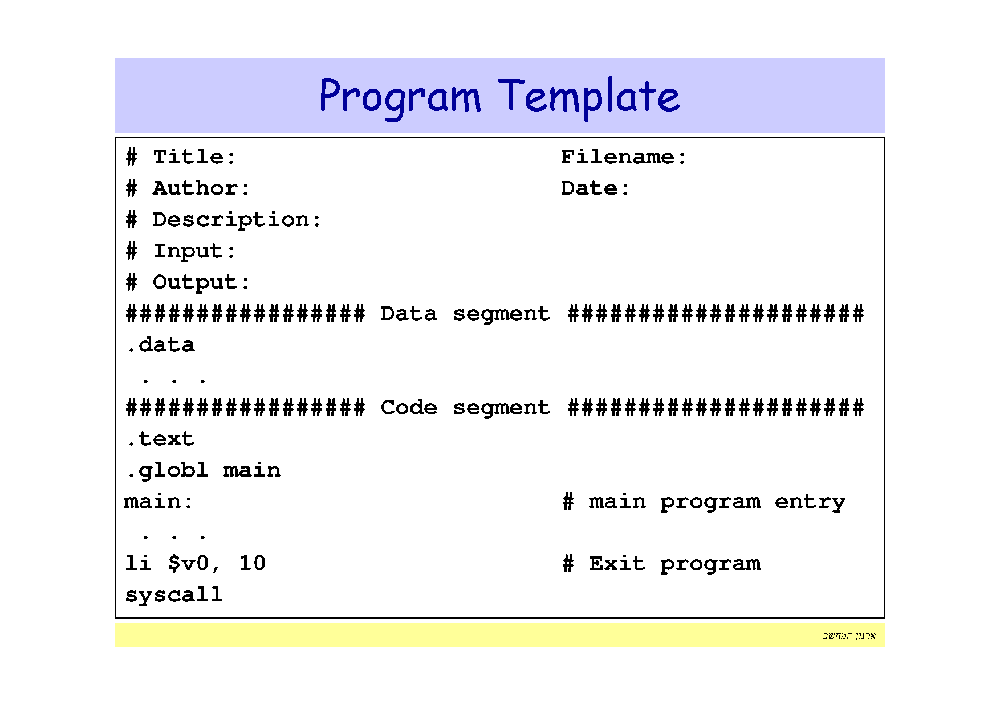 Program Template
# Title: Filename:
# Author: Date:
# Description:
# Input:
# Output:
################# Data segment #####################
.data
. . .
################# Code segment #####################
.text
.globl main
main: # main program entry
. . .
li $v0, 10 # Exit program
syscall
ארגון המחשב